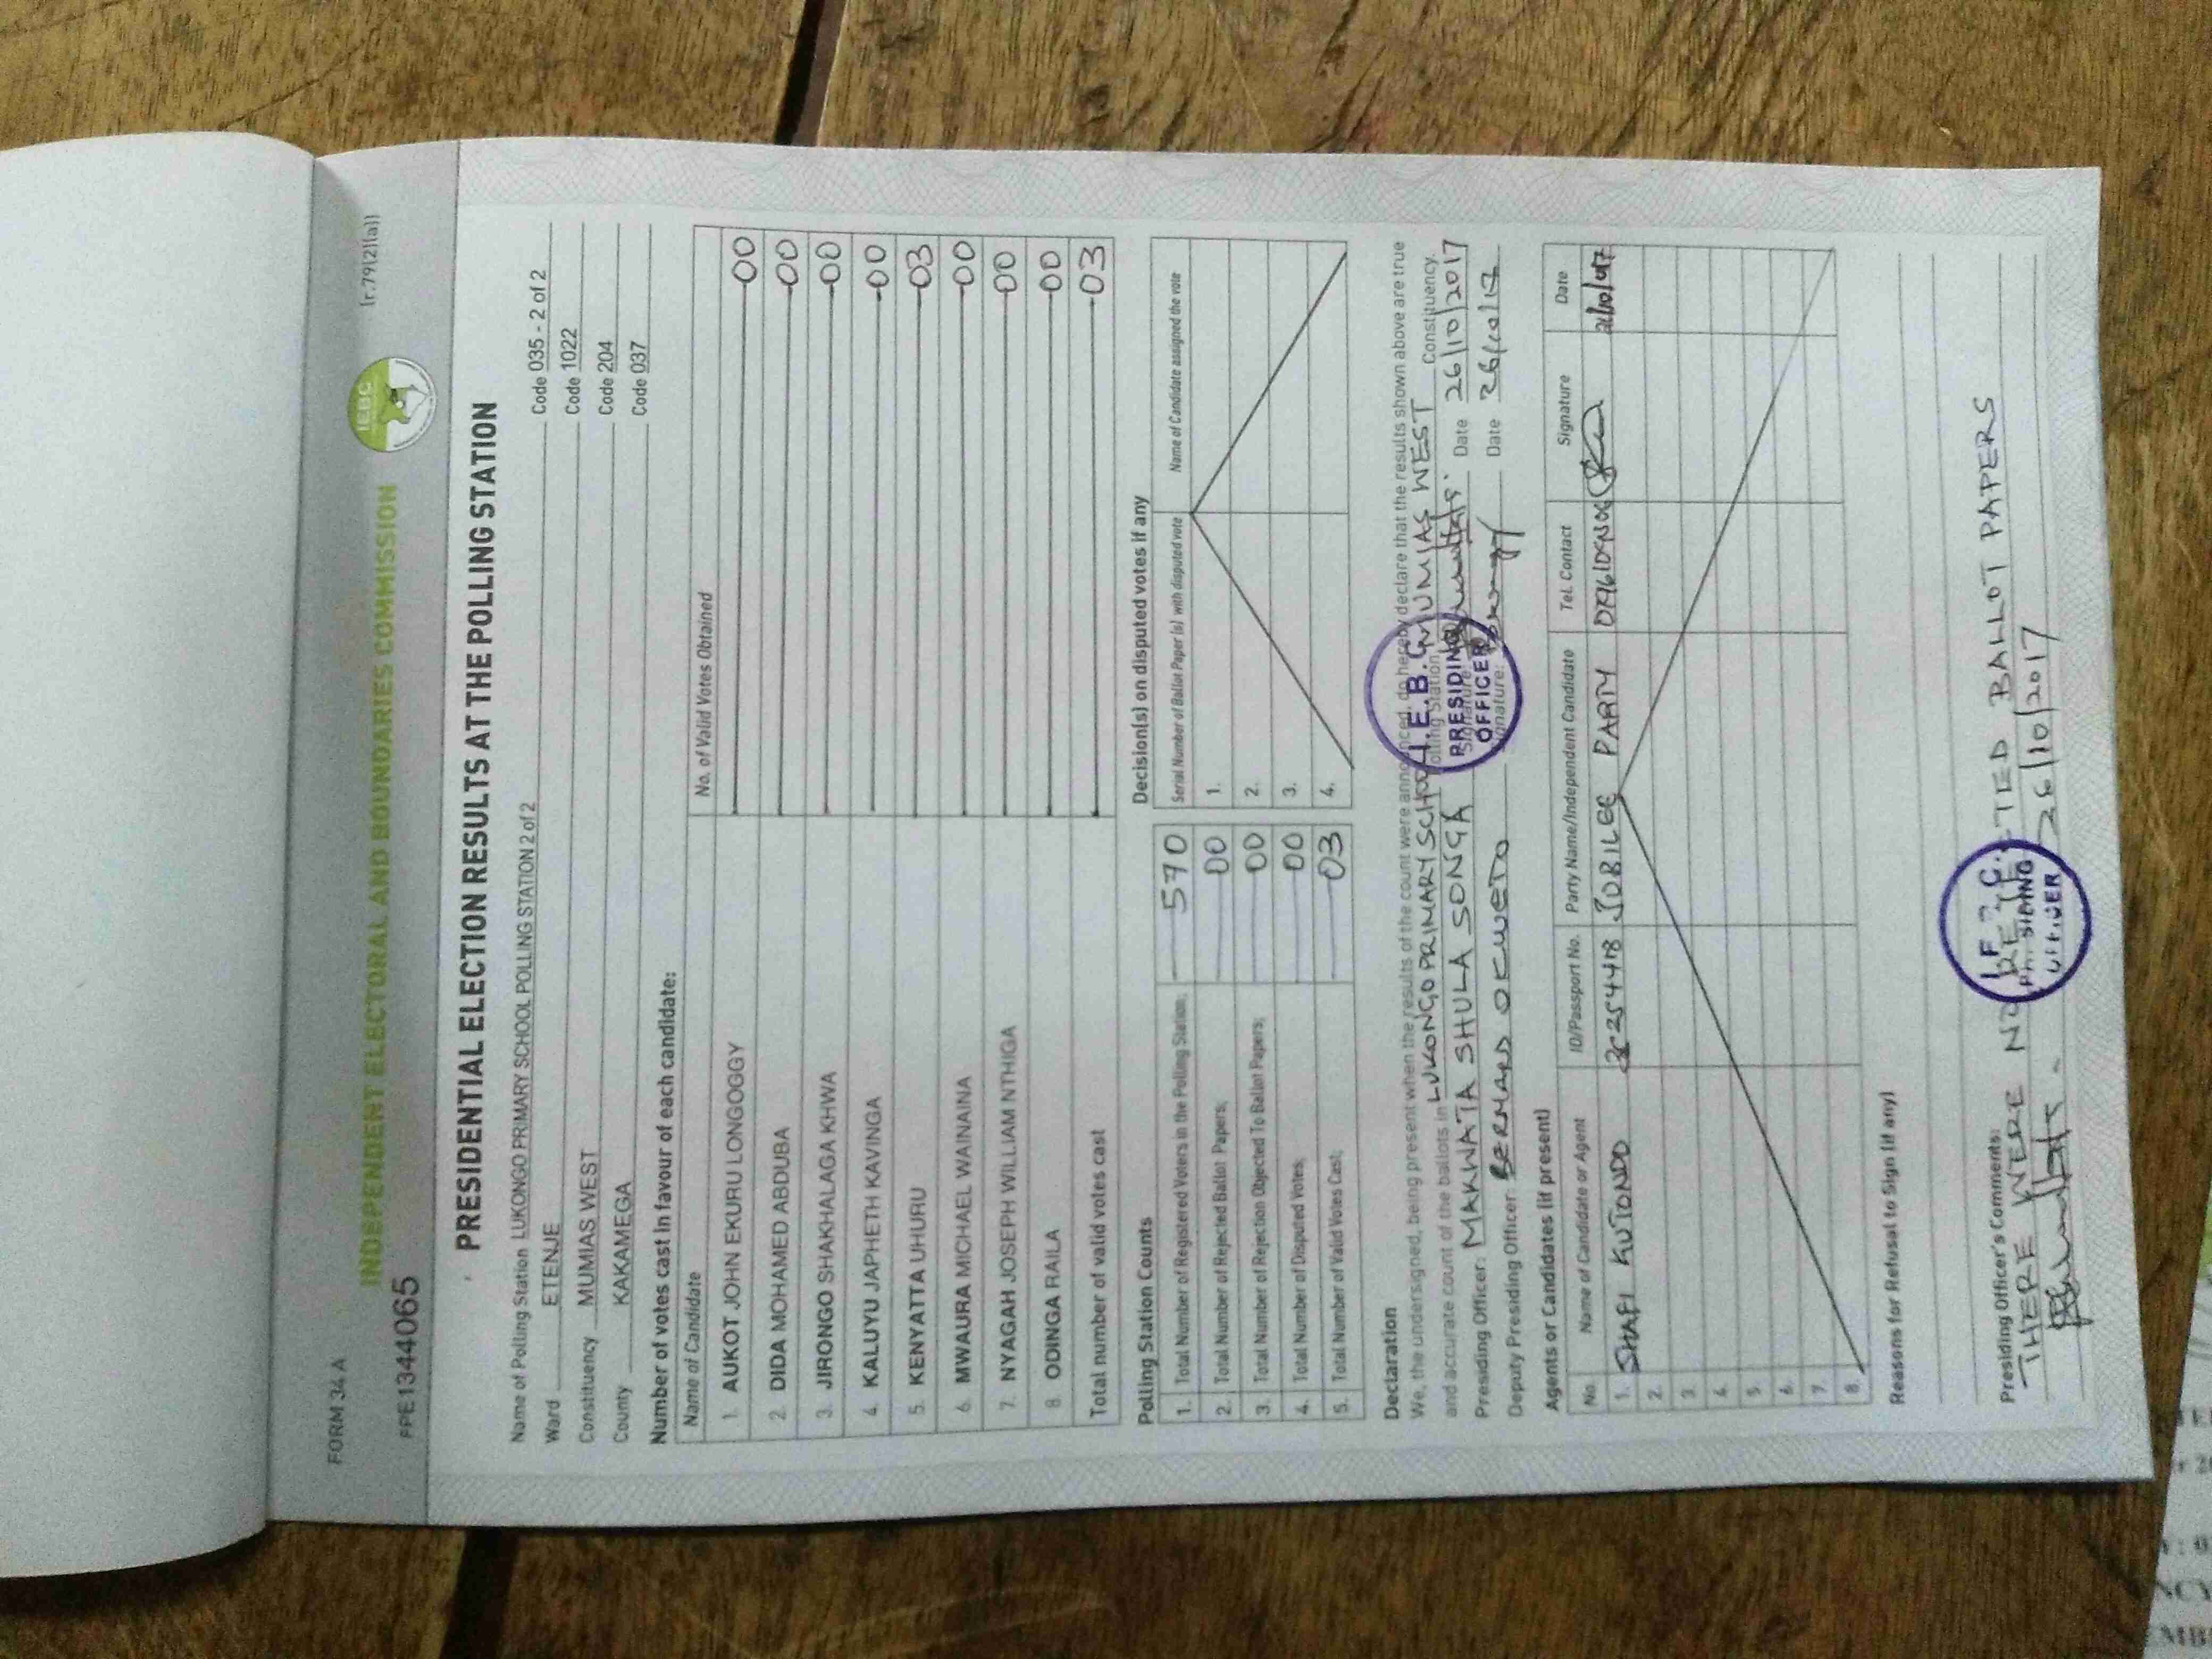 FORM 34 A
(r.79(2)(a))
INDEPENDENT ELECTORAL AND BOUNDARIES COMMISSION
IEBC
PPE1344065
PRESIDENTIAL ELECTION RESULTS AT THE POLLING STATION
Name of Polling Station LUKONGO PRIMARY SCHOOL POLLING STATION 2 of 2 Code 035 - 2 of 2
Ward ETENJE Code 1022
Constituency MUMIAS WEST Code 204
County KAKAMEGA Code 037
Number of votes cast in favour of each candidate:
Name of Candidate No. of Valid Votes Obtained
1. AUKOT JOHN EKURU LONGOGGY 00
2. DIDA MOHAMED ABDUBA 00
3. JIRONGO SHAKHALAGA KHWA 00
4. KALUYU JAPHETH KAVINGA 00
5. KENYATTA UHURU 03
6. MWAURA MICHAEL WAINAINA 00
7. NYAGAH JOSEPH WILLIAM NTHIGA 00
8. ODINGA RAILA 00
Total number of valid votes cast 03
Polling Station Counts
1. Total Number of Registered Voters in the Polling Station; 570
2. Total Number of Rejected Ballot Papers; 00
3. Total Number of Rejection Objected To Ballot Papers; 00
4. Total Number of Disputed Votes; 00
5. Total Number of Valid Votes Cast; 03
Decision(s) on disputed votes if any
Serial Number of Ballot Paper (s) with disputed vote Name of Candidate assigned the vote
1.
2.
3.
4.
Declaration
We, the undersigned, being present when the results of the count were announced, do hereby declare that the results shown above are true
and accurate count of the ballots in LUKONGO PRIMARY SCHOOL Polling Station, MUMIAS WEST Constituency.
Presiding Officer: MAKWATA SHULA SONGA Signature: Date 26/10/2017
Deputy Presiding Officer: BERNARD OKUMETO Signature: Date 26/10/17
I.E.B.C.
PRESIDING
OFFICER
Agents or Candidates (if present)
No. Name of Candidate or Agent ID/Passport No. Party Name/Independent Candidate Tel. Contact Signature Date
1. SHAFI KUTONDO JUBILEE PARTY
2.
3.
4.
5.
6.
7.
8.
Reasons for Refusal to Sign (if any)
Presiding Officer's Comments:
THERE WERE NO REJECTED BALLOT PAPERS
26/10/2017